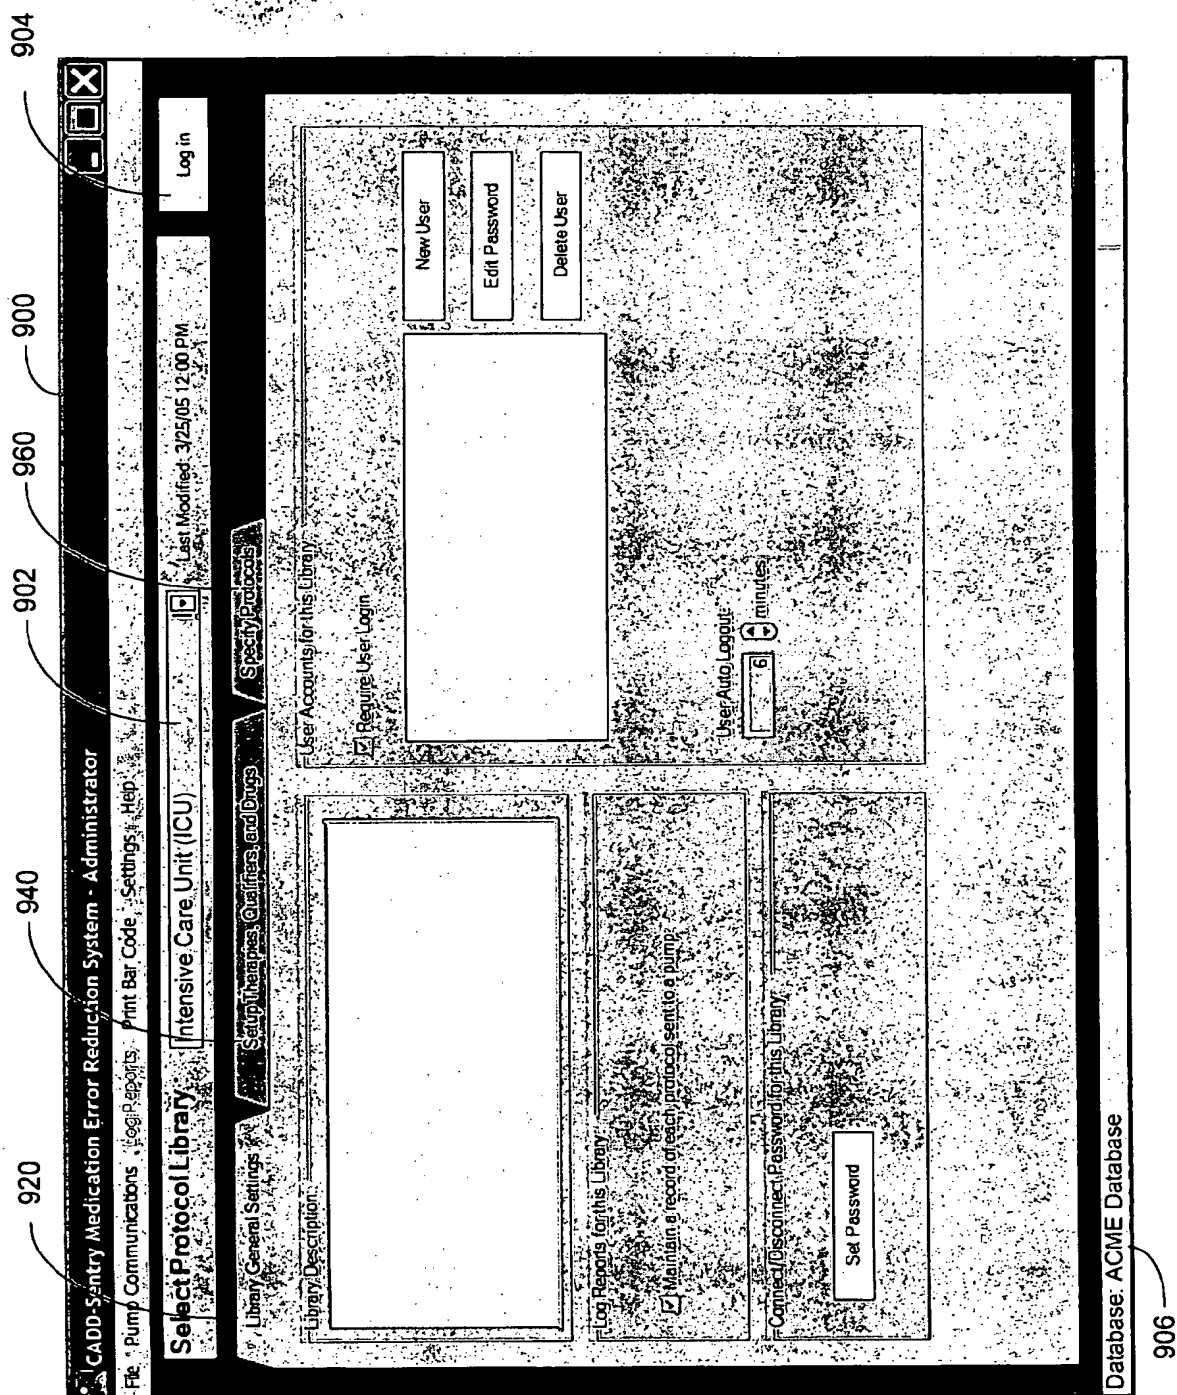 904
900
960
902
940
920
CADD-Sentry Medication Error Reduction System - Administrator
File Pump Communications Log Reports Print Bar Code Settings Help
Select Protocol Library Intensive Care Unit (ICU) Last Modified: 3/25/05 12:00 PM Log in
Library General Settings Setup Therapies, Qualifiers, and Drugs Specify Protocols
Library Description:
Log Reports for this Library
Maintain a record of each protocol sent to a pump
Connect/Disconnect Password for this Library
Set Password
User Accounts for this Library
Require User Login
New User
Edit Password
Delete User
User Auto Logout:
6 minutes
Database: ACME Database
906